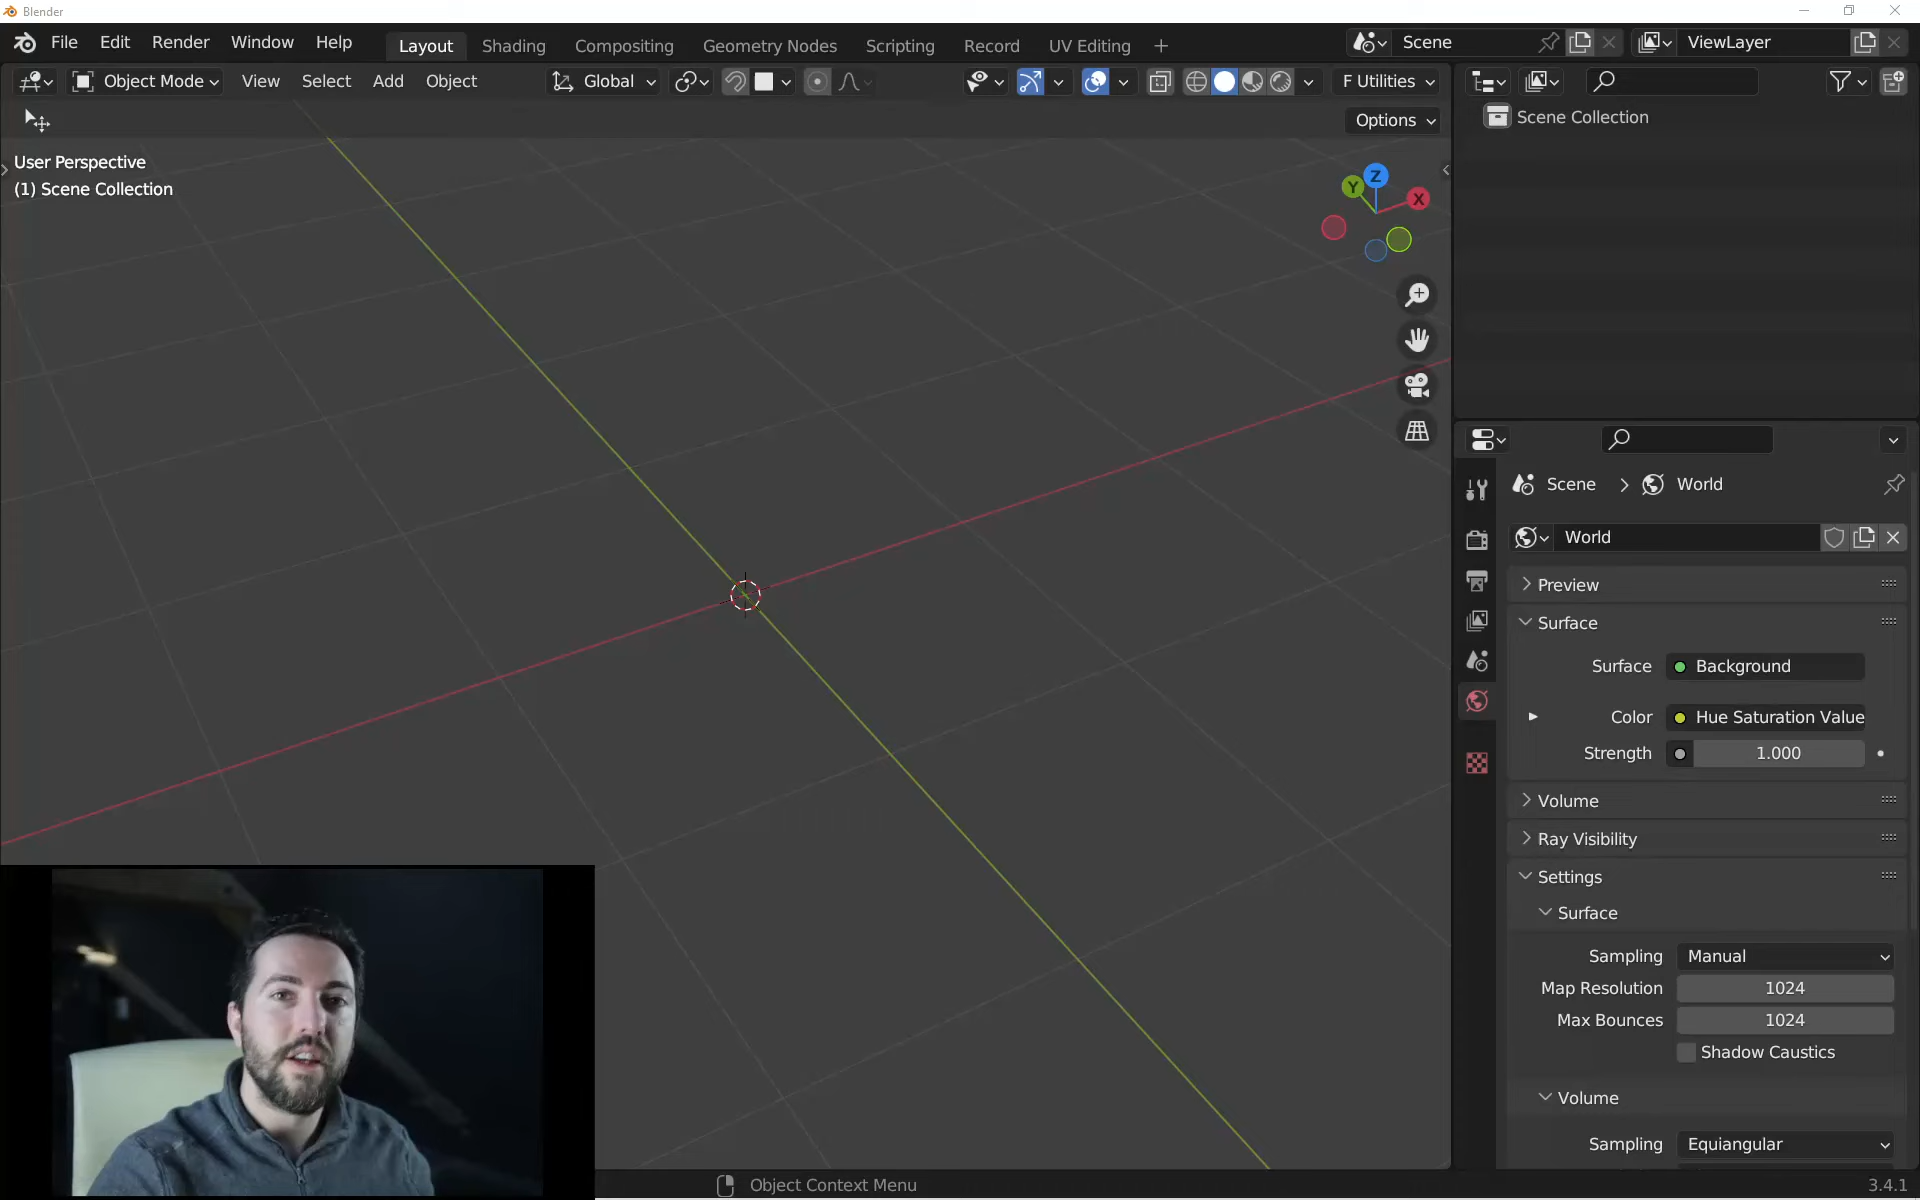 Blender
File Edit Render Window Help Layout Shading Compositing Geometry Nodes Scripting Record UV Editing Scene ViewLayer
Object Mode View Select Add Object Global F Utilities
Options
User Perspective
(1) Scene Collection
Z
Y
X
Scene Collection
Scene World
World
Preview
Surface
Surface Background
Color Hue Saturation Value
Strength 1.000
Volume
Ray Visibility
Settings
Surface
Sampling Manual
Map Resolution 1024
Max Bounces 1024
Shadow Caustics
Volume
Sampling Equiangular
Object Context Menu 3.4.1